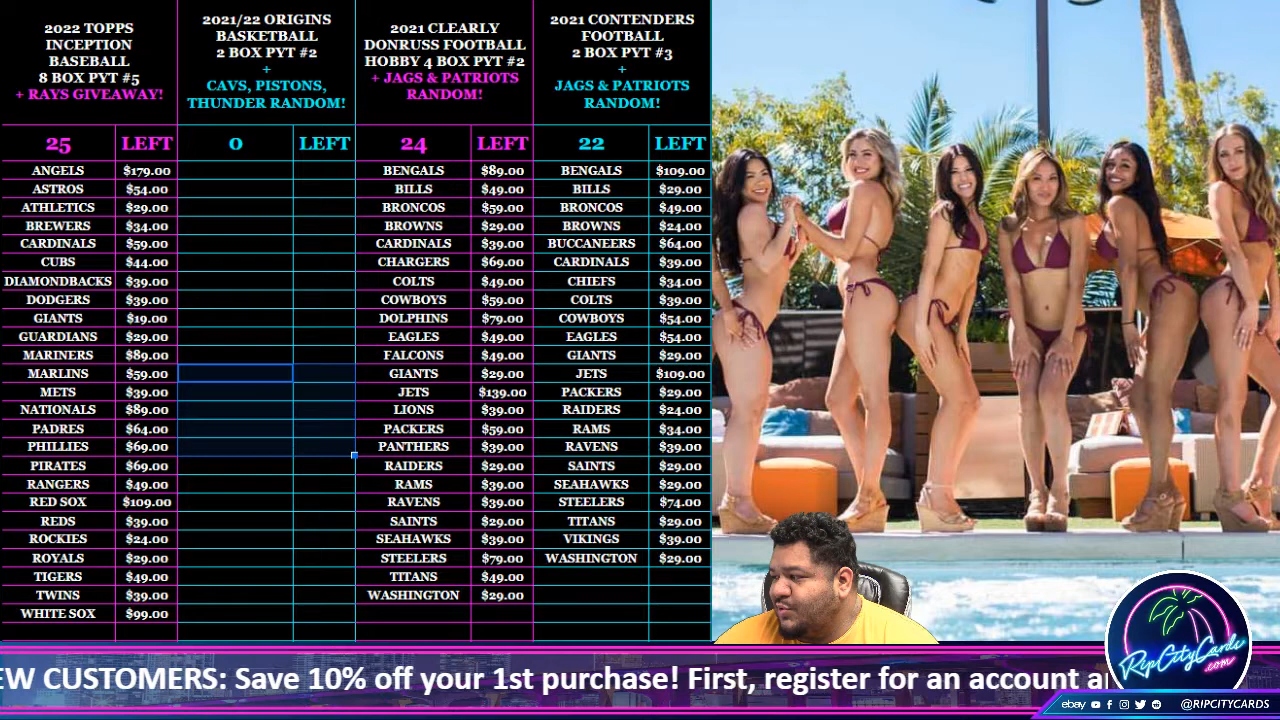 2022 TOPPS
INCEPTION
BASEBALL
8 BOX PYT #5
+ RAYS GIVEAWAY!
2021/22 ORIGINS
BASKETBALL
2 BOX PYT #2
+
CAVS, PISTONS,
THUNDER RANDOM!
2021 CLEARLY
DONRUSS FOOTBALL
HOBBY 4 BOX PYT #2
+ JAGS & PATRIOTS
RANDOM!
2021 CONTENDERS
FOOTBALL
2 BOX PYT #3
+
JAGS & PATRIOTS
RANDOM!
25 LEFT 0 LEFT 24 LEFT 22 LEFT
ANGELS $179.00 BENGALS $89.00 BENGALS $109.00
ASTROS $54.00 BILLS $49.00 BILLS $29.00
ATHLETICS $29.00 BRONCOS $59.00 BRONCOS $49.00
BREWERS $34.00 BROWNS $29.00 BROWNS $24.00
CARDINALS $59.00 CARDINALS $39.00 BUCCANEERS $64.00
CUBS $44.00 CHARGERS $69.00 CARDINALS $39.00
DIAMONDBACKS $39.00 COLTS $49.00 CHIEFS $34.00
DODGERS $39.00 COWBOYS $59.00 COLTS $39.00
GIANTS $19.00 DOLPHINS $79.00 COWBOYS $54.00
GUARDIANS $29.00 EAGLES $49.00 EAGLES $54.00
MARINERS $89.00 FALCONS $49.00 GIANTS $29.00
MARLINS $59.00 GIANTS $29.00 JETS $109.00
METS $39.00 JETS $139.00 PACKERS $29.00
NATIONALS $89.00 LIONS $39.00 RAIDERS $24.00
PADRES $64.00 PACKERS $59.00 RAMS $34.00
PHILLIES $69.00 PANTHERS $39.00 RAVENS $39.00
PIRATES $69.00 RAIDERS $29.00 SAINTS $29.00
RANGERS $49.00 RAMS $39.00 SEAHAWKS $29.00
RED SOX $109.00 RAVENS $39.00 STEELERS $74.00
REDS $39.00 SAINTS $29.00 TITANS $29.00
ROCKIES $24.00 SEAHAWKS $39.00 VIKINGS $39.00
ROYALS $29.00 STEELERS $79.00 WASHINGTON $29.00
TIGERS $49.00 TITANS $49.00
TWINS $39.00 WASHINGTON $29.00
WHITE SOX $99.00
EW CUSTOMERS: Save 10% off your 1st purchase! First, register for an account a
RipCityCards
.com
ebay @RIPCITYCARDS